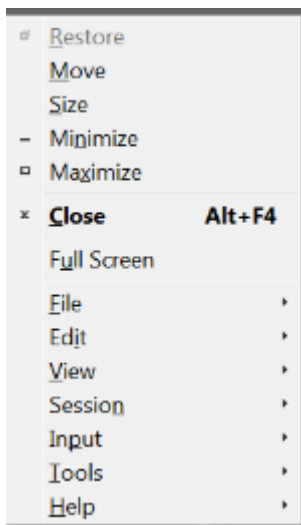 Restore
Move
Size
Minimize
Maximize
Close Alt+F4
Full Screen
File
Edit
View
Session
Input
Tools
Help